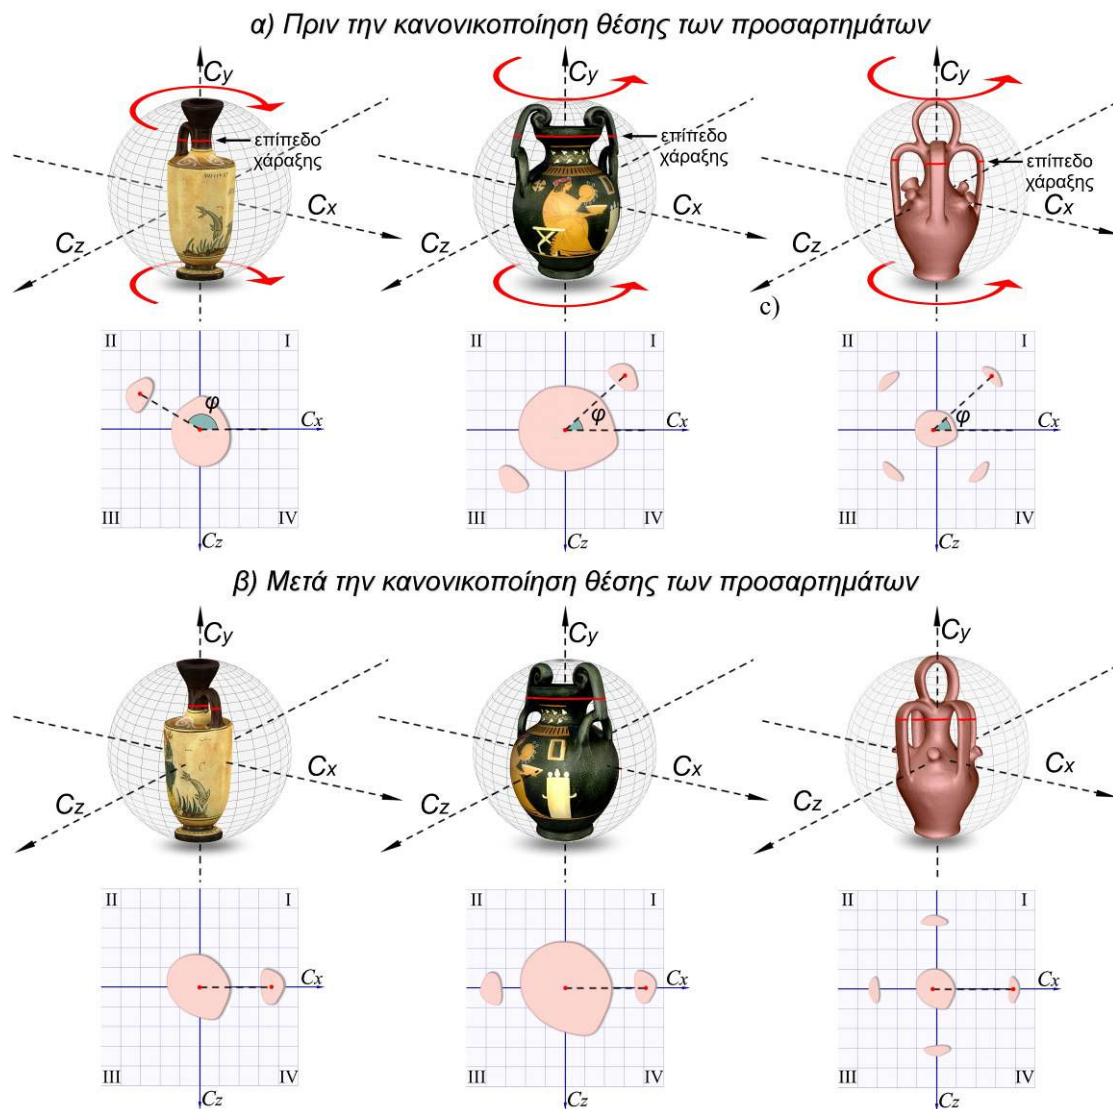 α) Πριν την κανονικοποίηση θέσης των προσαρτημάτων
Cy
Cy
Cy
επίπεδο
χάραξης
επίπεδο
χάραξης
επίπεδο
χάραξης
Cx
Cx
Cx
Cz
Cz
Cz
c)
II I
II I
II I
φ Cx
φ Cx
φ Cx
III IV
III IV
III IV
Cz
Cz
Cz
β) Μετά την κανονικοποίηση θέσης των προσαρτημάτων
Cy
Cy
Cy
Cx
Cx
Cx
Cz
Cz
Cz
II I
II I
II I
Cx
Cx
Cx
III IV
III IV
III IV
Cz
Cz
Cz